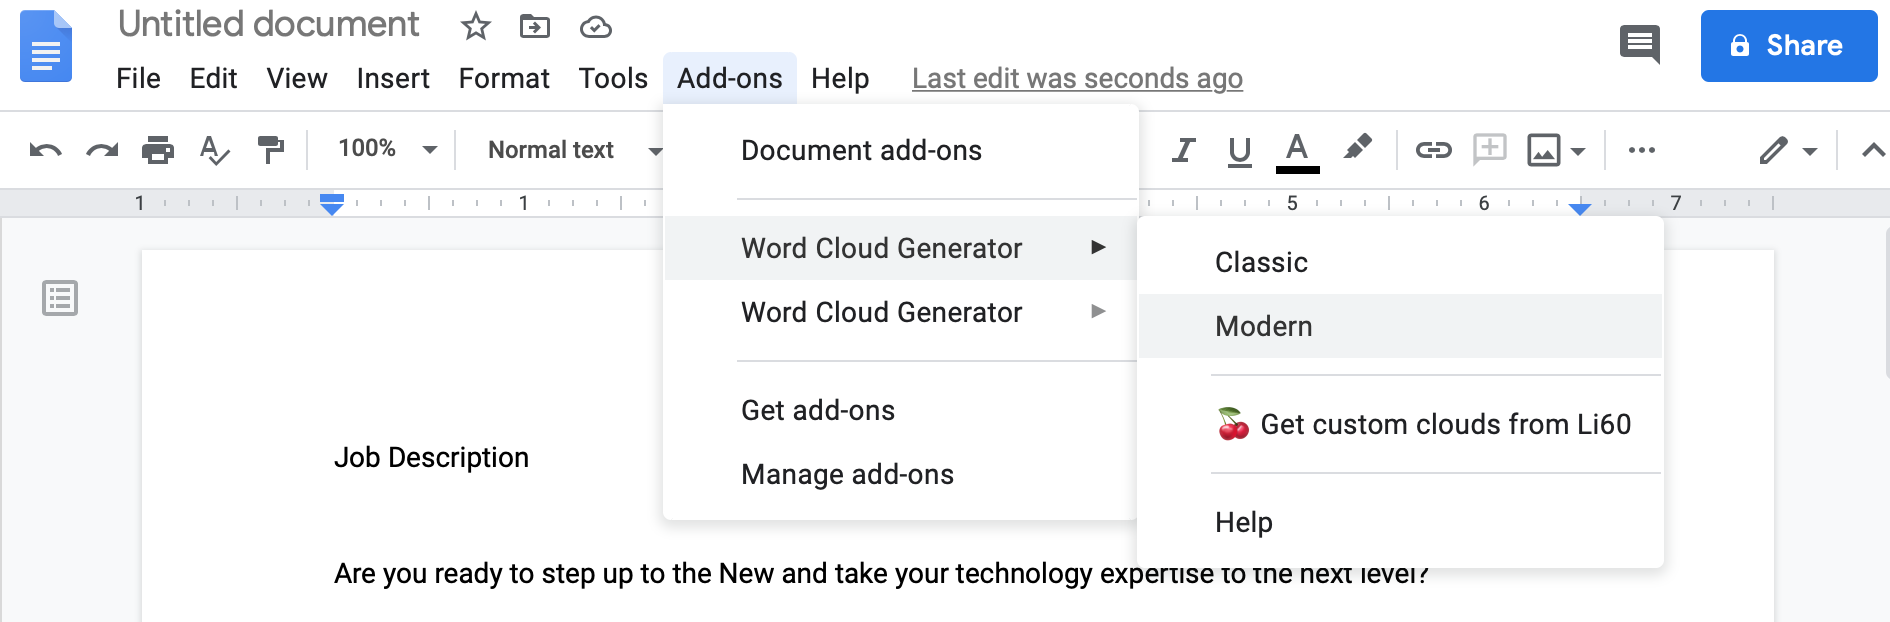 Untitled document
File Edit View Insert Format Tools Add-ons Help Last edit was seconds ago
Share
100% Normal text A
1 1 5 6 7
Document add-ons
Word Cloud Generator
Word Cloud Generator
Get add-ons
Manage add-ons
Classic
Modern
Get custom clouds from Li60
Help
Job Description
Are you ready to step up to the New and take your technology expertise to the next level?